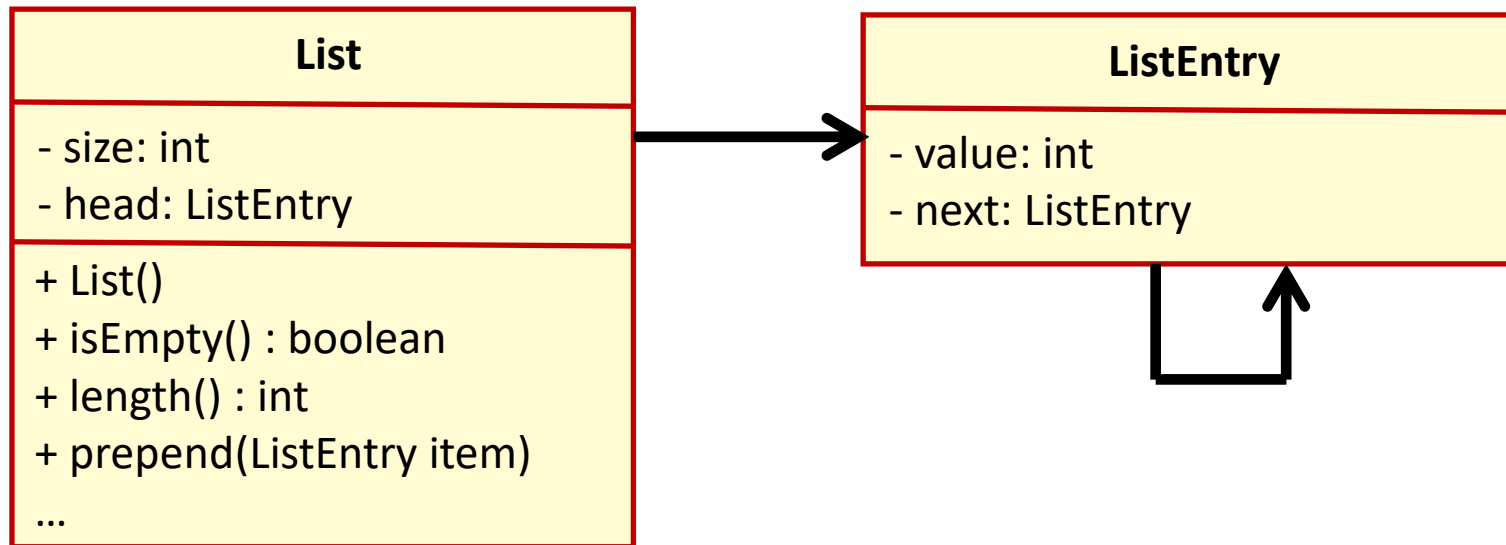 List
- size: int
- head: ListEntry
+ List()
+ isEmpty() : boolean
+ length() : int
+ prepend(ListEntry item)
...
ListEntry
- value: int
- next: ListEntry